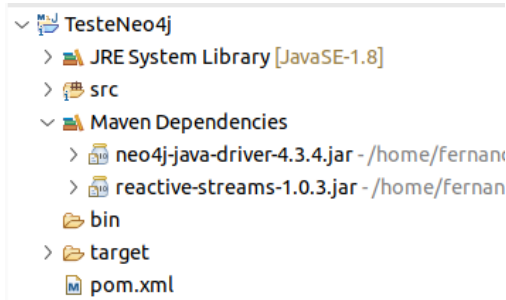 TesteNeo4j
JRE System Library [JavaSE-1.8]
src
Maven Dependencies
neo4j-java-driver-4.3.4.jar - /home/fernand
reactive-streams-1.0.3.jar - /home/fernan
bin
target
pom.xml